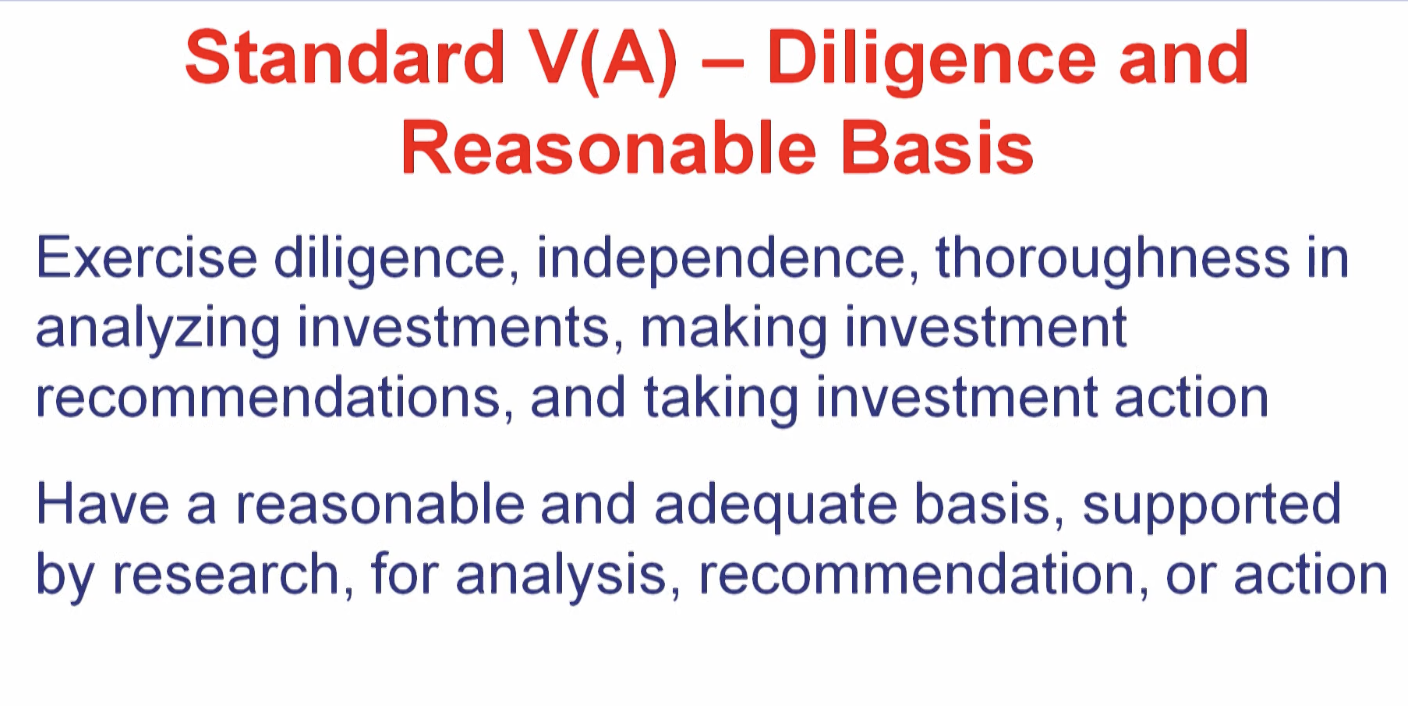 Standard V(A) – Diligence and
Reasonable Basis
Exercise diligence, independence, thoroughness in
analyzing investments, making investment
recommendations, and taking investment action
Have a reasonable and adequate basis, supported
by research, for analysis, recommendation, or action